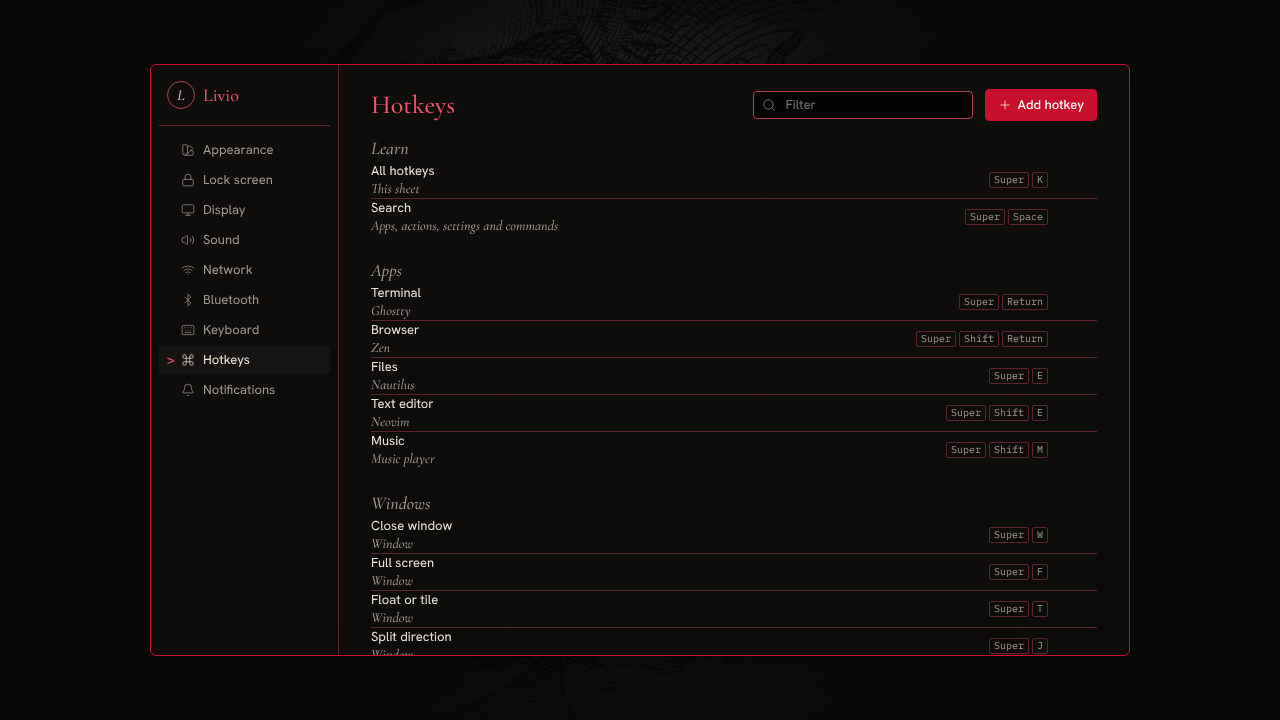 L Livio
Appearance
Lock screen
Display
Sound
Network
Bluetooth
Keyboard
> Hotkeys
Notifications
Hotkeys
Filter
+ Add hotkey
Learn
All hotkeys
This sheet
Super K
Search
Apps, actions, settings and commands
Super Space
Apps
Terminal
Ghostty
Super Return
Browser
Zen
Super Shift Return
Files
Nautilus
Super E
Text editor
Neovim
Super Shift E
Music
Music player
Super Shift M
Windows
Close window
Window
Super W
Full screen
Window
Super F
Float or tile
Window
Super T
Split direction
Window
Super J